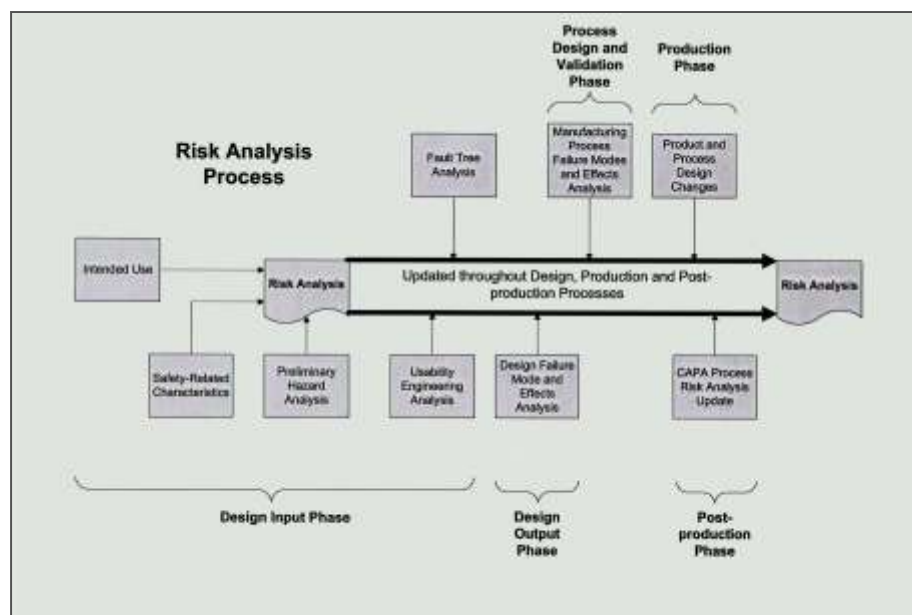 Process
Design and
Validation
Phase
Production
Phase
Risk Analysis
Process
Fault Tree
Analysis
Manufacturing
Process
Failure Modes
and Effects
Analysis
Product and
Process
Design
Changes
Intended Use
Risk Analysis
Updated throughout Design, Production and Post-
production Processes
Risk Analysis
Safety-Related
Characteristics
Preliminary
Hazard
Analysis
Usability
Engineering
Analysis
Design Failure
Mode and
Effects
Analysis
CAPA Process
Risk Analysis
Update
Design Input Phase
Design
Output
Phase
Post-
production
Phase